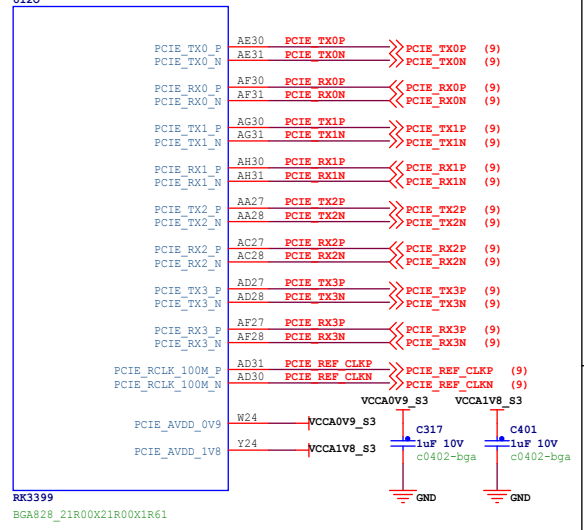 PCIE_TX0_P AE30 PCIE_TX0P PCIE_TX0P (9)
PCIE_TX0_N AE31 PCIE_TX0N PCIE_TX0N (9)
PCIE_RX0_P AF30 PCIE_RX0P PCIE_RX0P (9)
PCIE_RX0_N AF31 PCIE_RX0N PCIE_RX0N (9)
PCIE_TX1_P AG30 PCIE_TX1P PCIE_TX1P (9)
PCIE_TX1_N AG31 PCIE_TX1N PCIE_TX1N (9)
PCIE_RX1_P AH30 PCIE_RX1P PCIE_RX1P (9)
PCIE_RX1_N AH31 PCIE_RX1N PCIE_RX1N (9)
PCIE_TX2_P AA27 PCIE_TX2P PCIE_TX2P (9)
PCIE_TX2_N AA28 PCIE_TX2N PCIE_TX2N (9)
PCIE_RX2_P AC27 PCIE_RX2P PCIE_RX2P (9)
PCIE_RX2_N AC28 PCIE_RX2N PCIE_RX2N (9)
PCIE_TX3_P AD27 PCIE_TX3P PCIE_TX3P (9)
PCIE_TX3_N AD28 PCIE_TX3N PCIE_TX3N (9)
PCIE_RX3_P AF27 PCIE_RX3P PCIE_RX3P (9)
PCIE_RX3_N AF28 PCIE_RX3N PCIE_RX3N (9)
PCIE_RCLK_100M_P AD31 PCIE_REF_CLKP PCIE_REF_CLKP (9)
PCIE_RCLK_100M_N AD30 PCIE_REF_CLKN PCIE_REF_CLKN (9)
VCCA0V9_S3 VCCA1V8_S3
PCIE_AVDD_0V9 W24 VCCA0V9_S3
C317 C401
1uF 10V 1uF 10V
PCIE_AVDD_1V8 Y24 VCCA1V8_S3
c0402-bga c0402-bga
RK3399 GND GND
BGA828_21R00X21R00X1R61